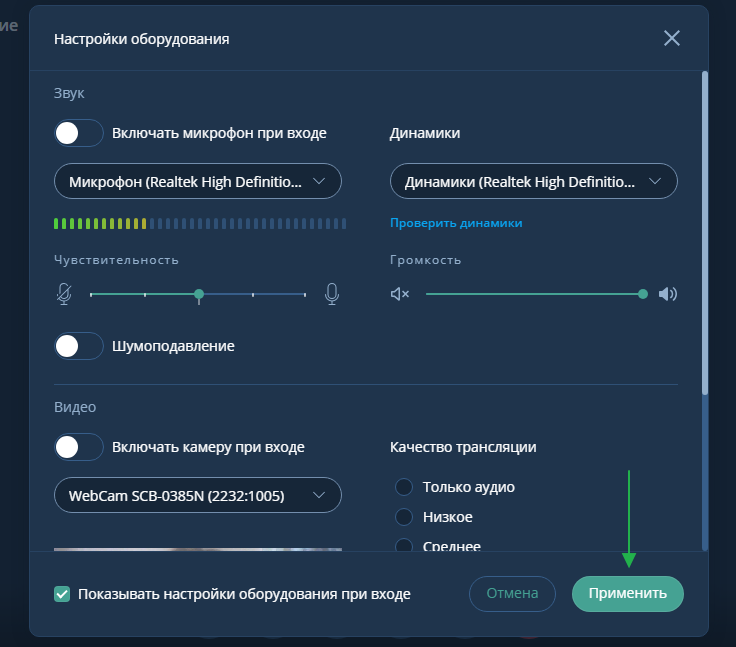 ие
Настройки оборудования
Звук
Включать микрофон при входе
Динамики
Микрофон (Realtek High Definitio...
Динамики (Realtek High Definitio...
Проверить динамики
Чувствительность
Громкость
Шумоподавление
Видео
Включать камеру при входе
Качество трансляции
WebCam SCB-0385N (2232:1005)
Только аудио
Низкое
Среднее
Показывать настройки оборудования при входе
Отмена
Применить